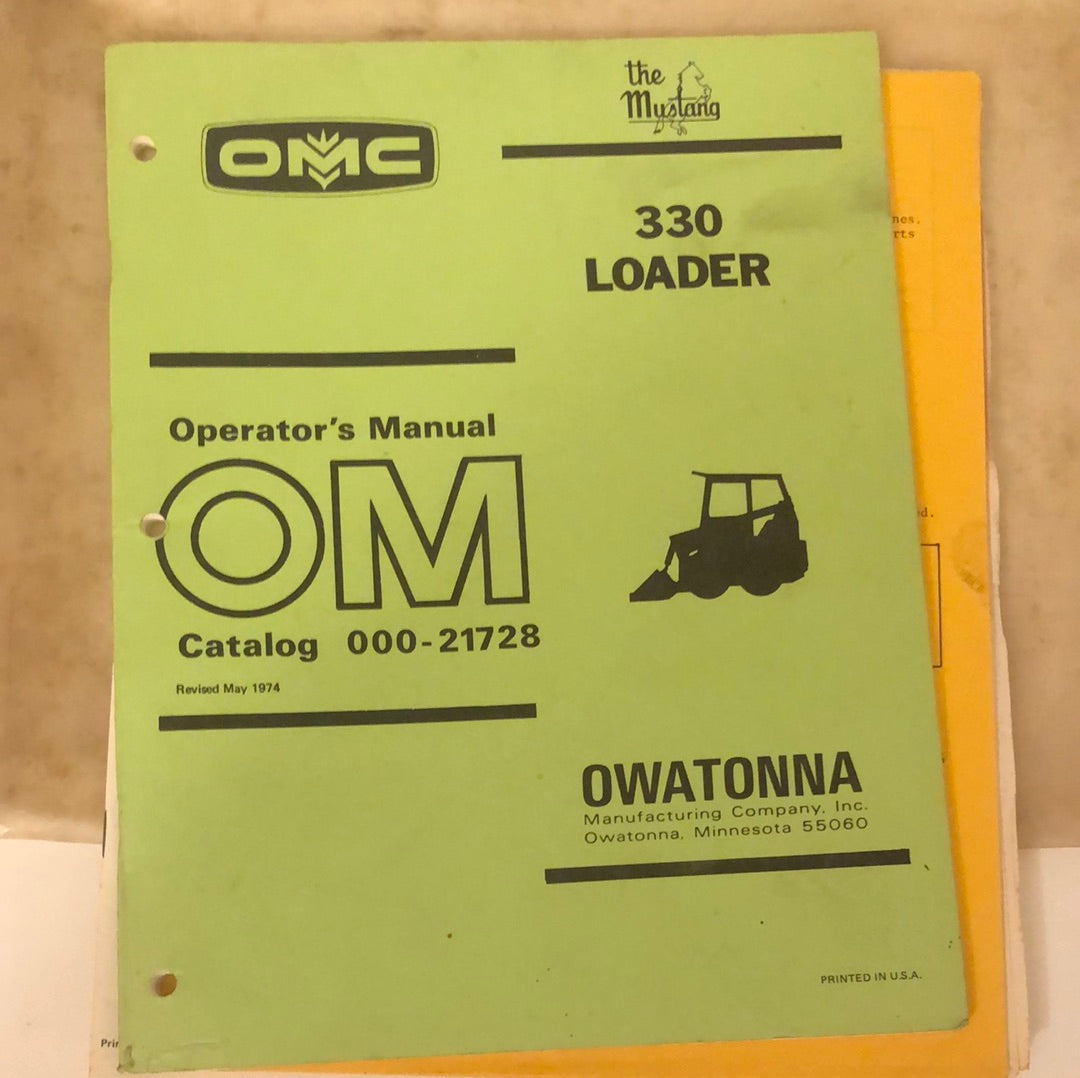 the
Mustang
OMC
330
LOADER
Operator's Manual
OM
Catalog 000-21728
Revised May 1974
OWATONNA
Manufacturing Company, Inc.
Owatonna, Minnesota 55060
PRINTED IN U.S.A.